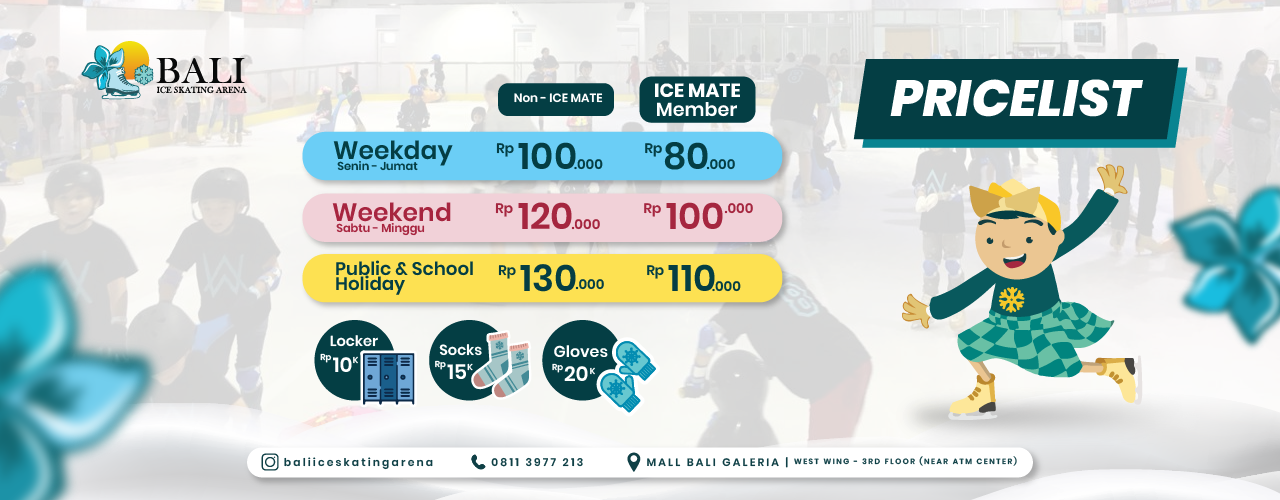 BALI
ICE SKATING ARENA
PRICELIST
Non - ICE MATE
ICE MATE
Member
Weekday
Senin - Jumat
Rp 100.000
Rp 80.000
Weekend
Sabtu - Minggu
Rp 120.000
Rp 100.000
Public & School
Holiday
Rp 130.000
Rp 110.000
Locker
Rp 10K
Socks
Rp 15K
Gloves
Rp 20K
baliiceskatingarena
0811 3977 213
MALL BALI GALERIA | WEST WING - 3RD FLOOR (NEAR ATM CENTER)